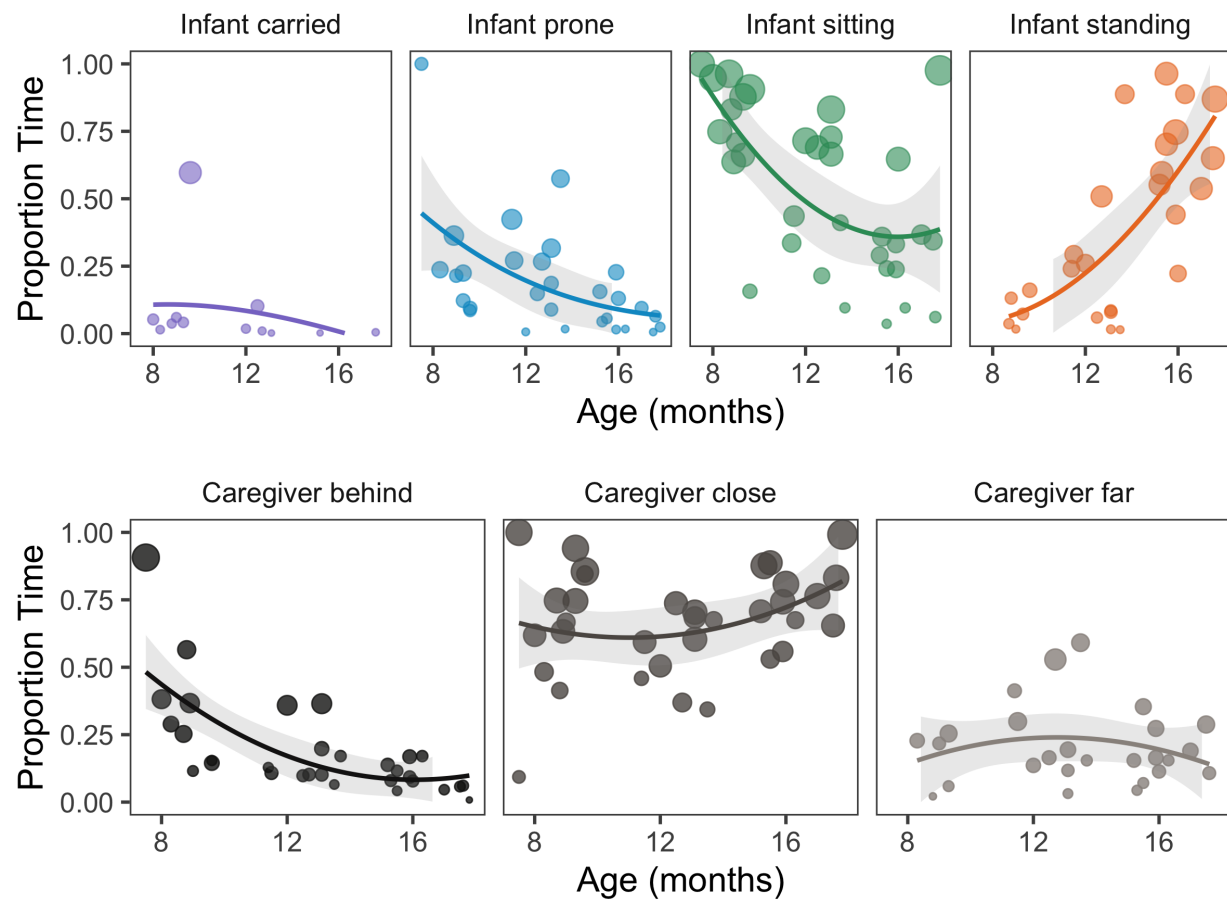 Infant carried Infant prone Infant sitting Infant standing
Proportion Time
1.00
0.75
0.50
0.25
0.00
8 12 16 8 12 16 8 12 16 8 12 16
Age (months)
Caregiver behind Caregiver close Caregiver far
Proportion Time
1.00
0.75
0.50
0.25
0.00
8 12 16 8 12 16 8 12 16
Age (months)